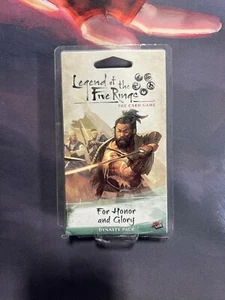 Legend of the
Five Rings
THE CARD GAME
For Honor
and Glory
DYNASTY PACK